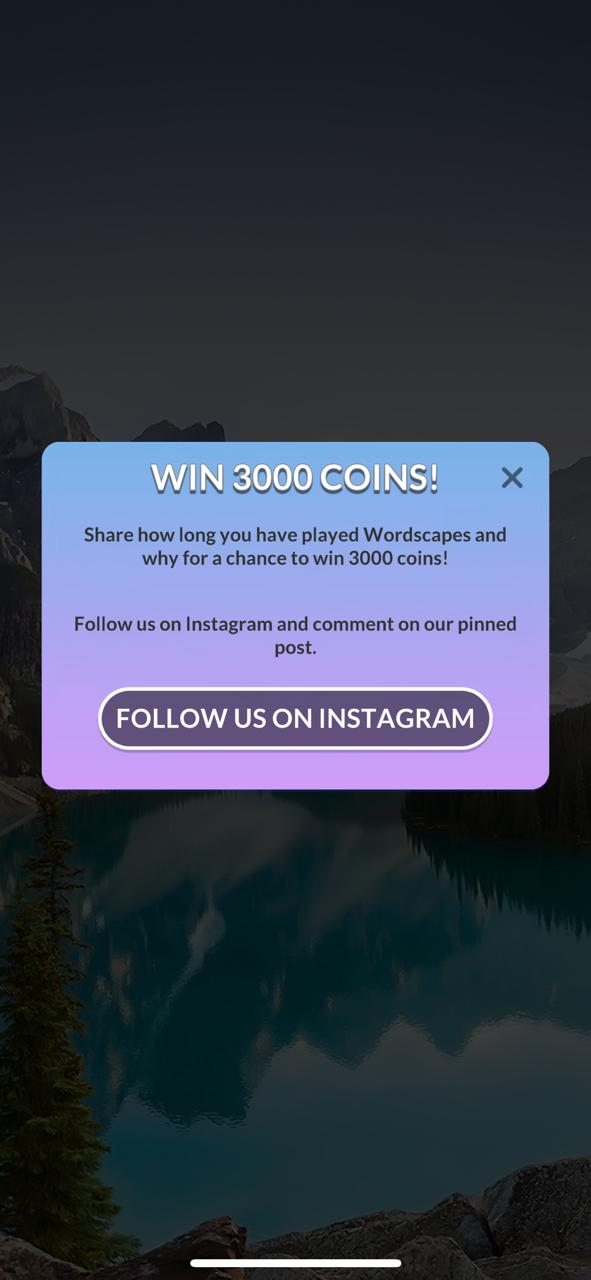 WIN 3000 COINS!
Share how long you have played Wordscapes and
why for a chance to win 3000 coins!
Follow us on Instagram and comment on our pinned
post.
FOLLOW US ON INSTAGRAM